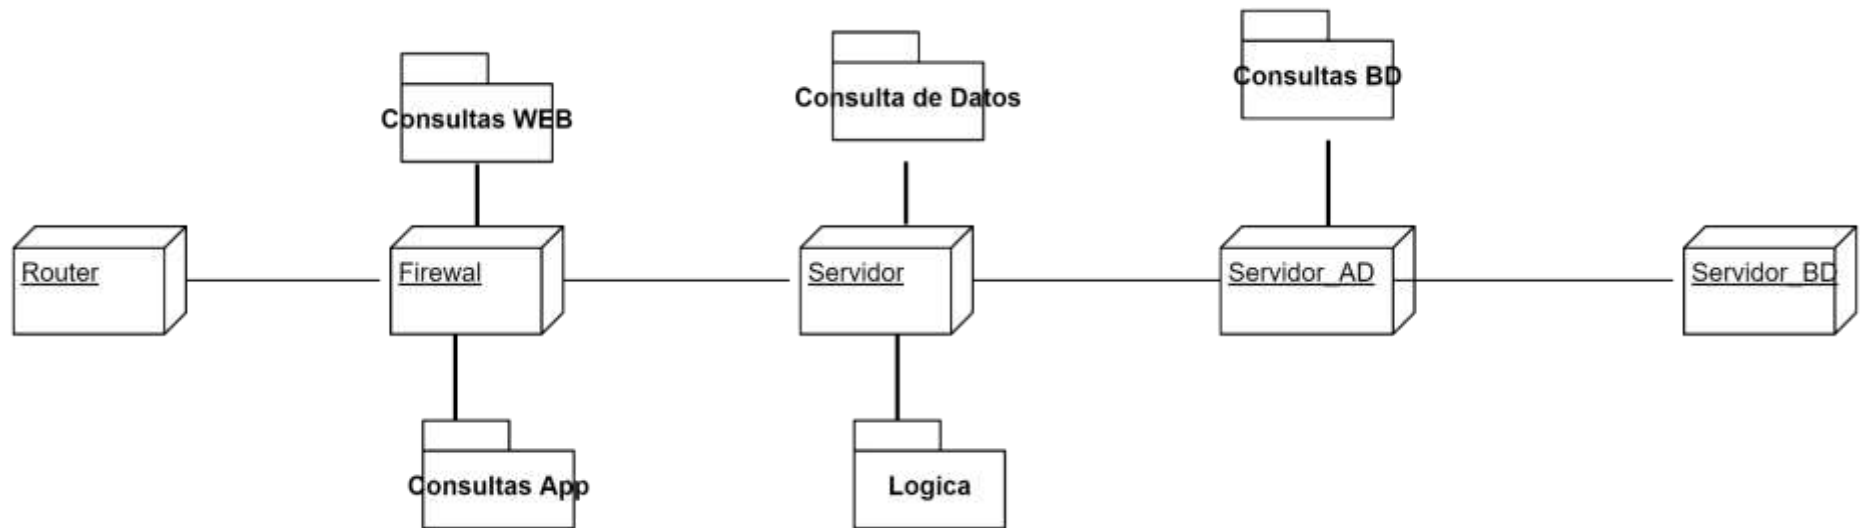 Consultas WEB
Consulta de Datos
Consultas BD
Router
Firewal
Servidor
Servidor_AD
Servidor_BD
Consultas App
Logica